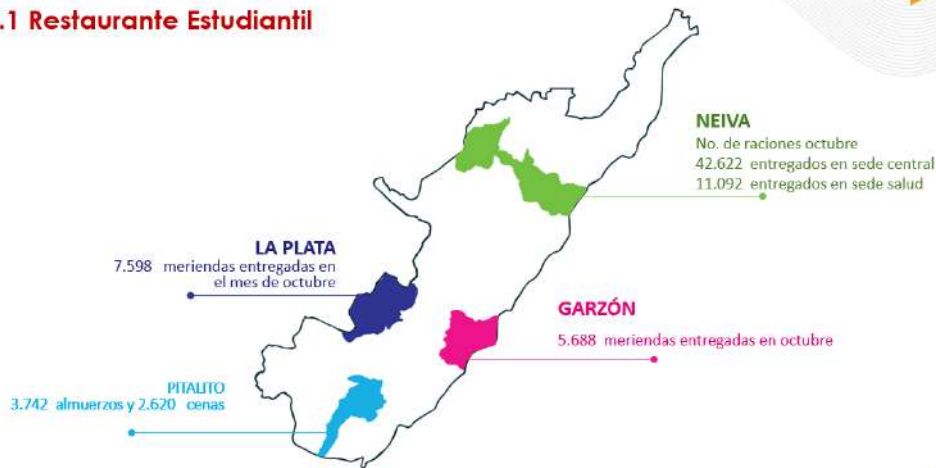 .1 Restaurante Estudiantil
NEIVA
No. de raciones octubre
42.622 entregados en sede central
11.092 entregados en sede salud
LA PLATA
7.598 meriendas entregadas en
el mes de octubre
GARZÓN
5.688 meriendas entregadas en octubre
PITALITO
3.742 almuerzos y 2.620 cenas